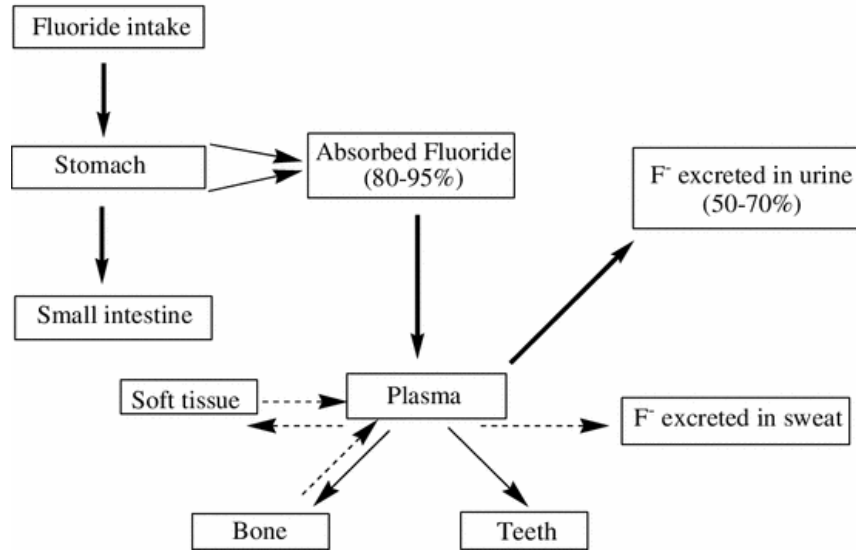 Fluoride intake
Stomach
Absorbed Fluoride
(80-95%)
F⁻ excreted in urine
(50-70%)
Small intestine
Soft tissue
Plasma
F⁻ excreted in sweat
Bone
Teeth